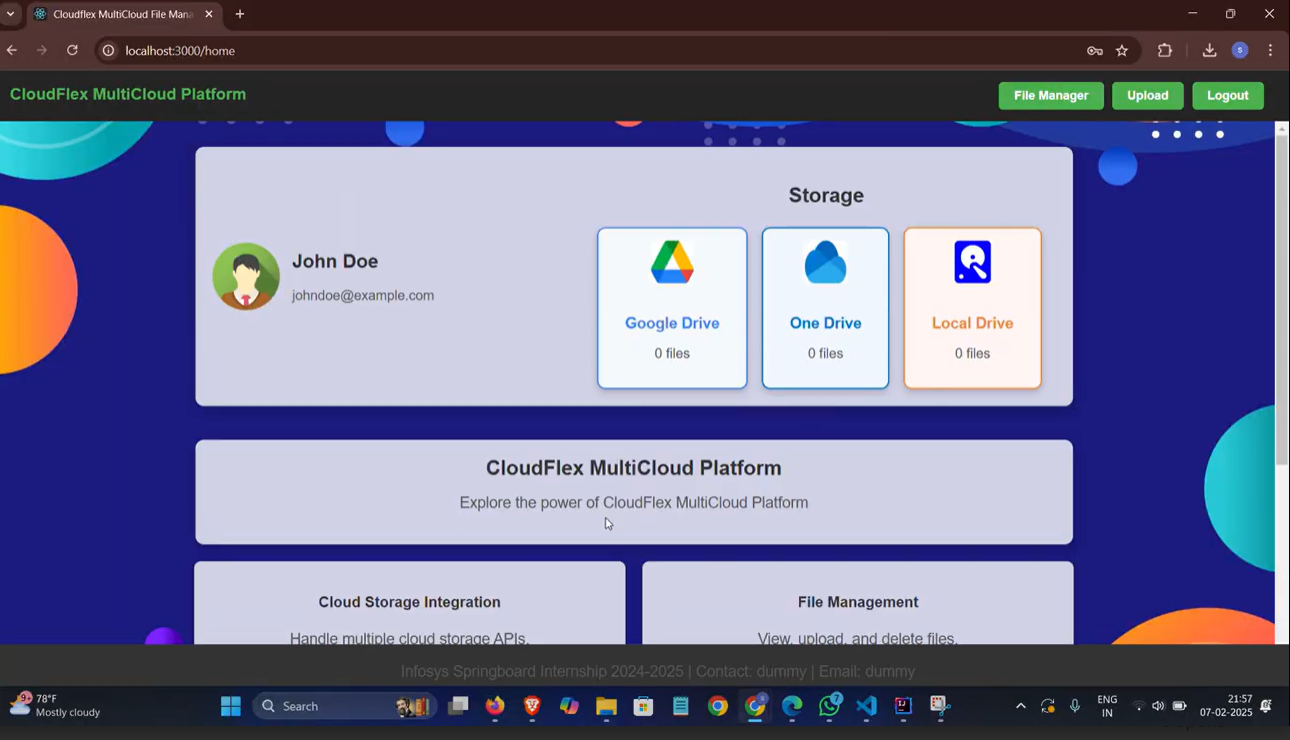 Cloudflex MultiCloud File Mana
localhost:3000/home
S
CloudFlex MultiCloud Platform
File Manager
Upload
Logout
Storage
John Doe
johndoe@example.com
Google Drive
0 files
One Drive
0 files
Local Drive
0 files
CloudFlex MultiCloud Platform
Explore the power of CloudFlex MultiCloud Platform
Cloud Storage Integration
Handle multiple cloud storage APIs.
File Management
View, upload, and delete files.
Infosys Springboard Internship 2024-2025 | Contact: dummy | Email: dummy
9+
78°F
Mostly cloudy
Search
7
ENG
IN
21:57
07-02-2025